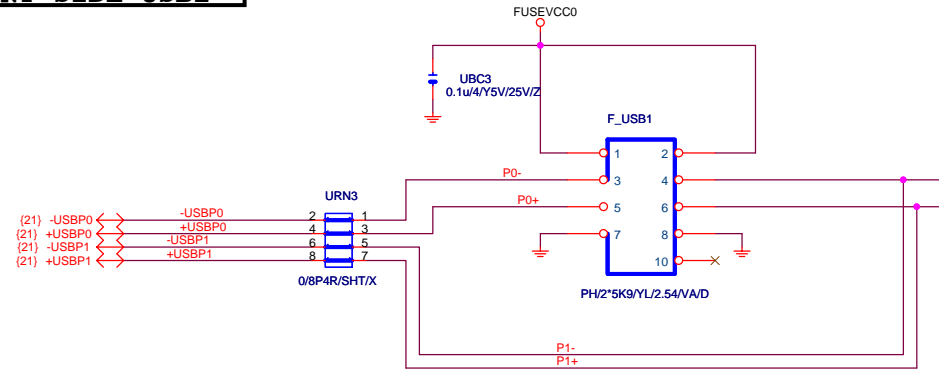 FUSEVCC0
UBC3
0.1u/4/Y5V/25V/Z
F_USB1
1 2
P0- 3 4
P0+ 5 6
7 8
10
PH/2*5K9/YL/2.54/VA/D
URN3
{21} -USBP0 -USBP0 2 1
{21} +USBP0 +USBP0 4 3
{21} -USBP1 -USBP1 6 5
{21} +USBP1 +USBP1 8 7
0/8P4R/SHT/X
P1-
P1+